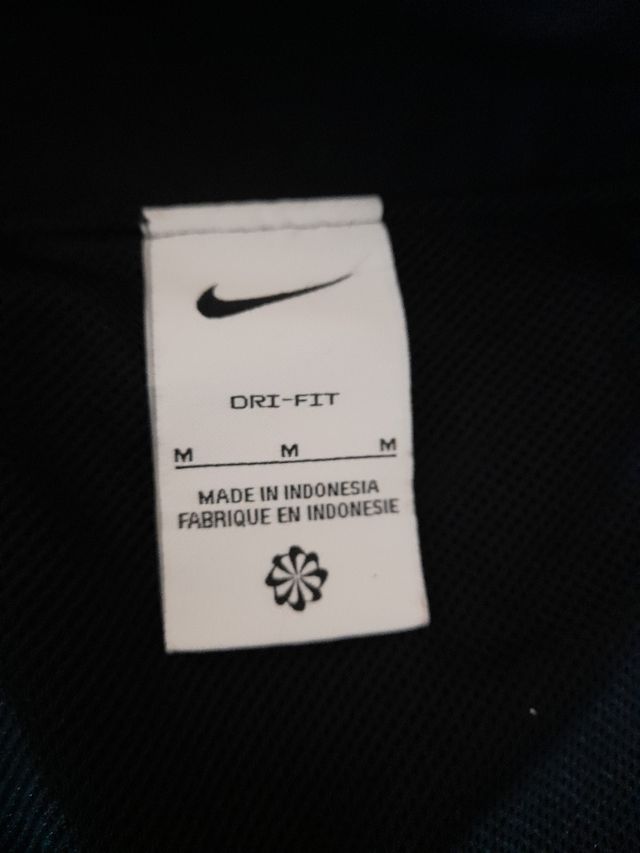 DRI-FIT
M M M
MADE IN INDONESIA
FABRIQUE EN INDONESIE